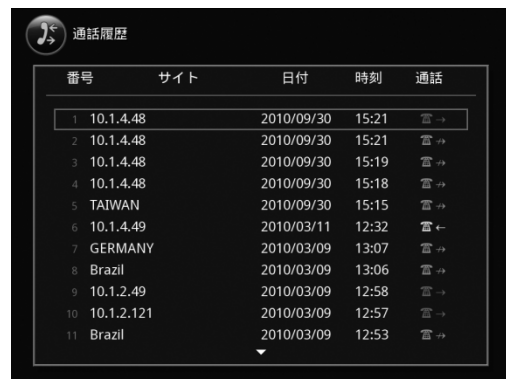 通話履歴
番号 サイト 日付 時刻 通話
1 10.1.4.48 2010/09/30 15:21 ☎→
2 10.1.4.48 2010/09/30 15:21 ☎↛
3 10.1.4.48 2010/09/30 15:19 ☎↛
4 10.1.4.48 2010/09/30 15:18 ☎↛
5 TAIWAN 2010/09/30 15:15 ☎↛
6 10.1.4.49 2010/03/11 12:32 ☎←
7 GERMANY 2010/03/09 13:07 ☎↛
8 Brazil 2010/03/09 13:06 ☎↛
9 10.1.2.49 2010/03/09 12:58 ☎→
10 10.1.2.121 2010/03/09 12:57 ☎→
11 Brazil 2010/03/09 12:53 ☎↛